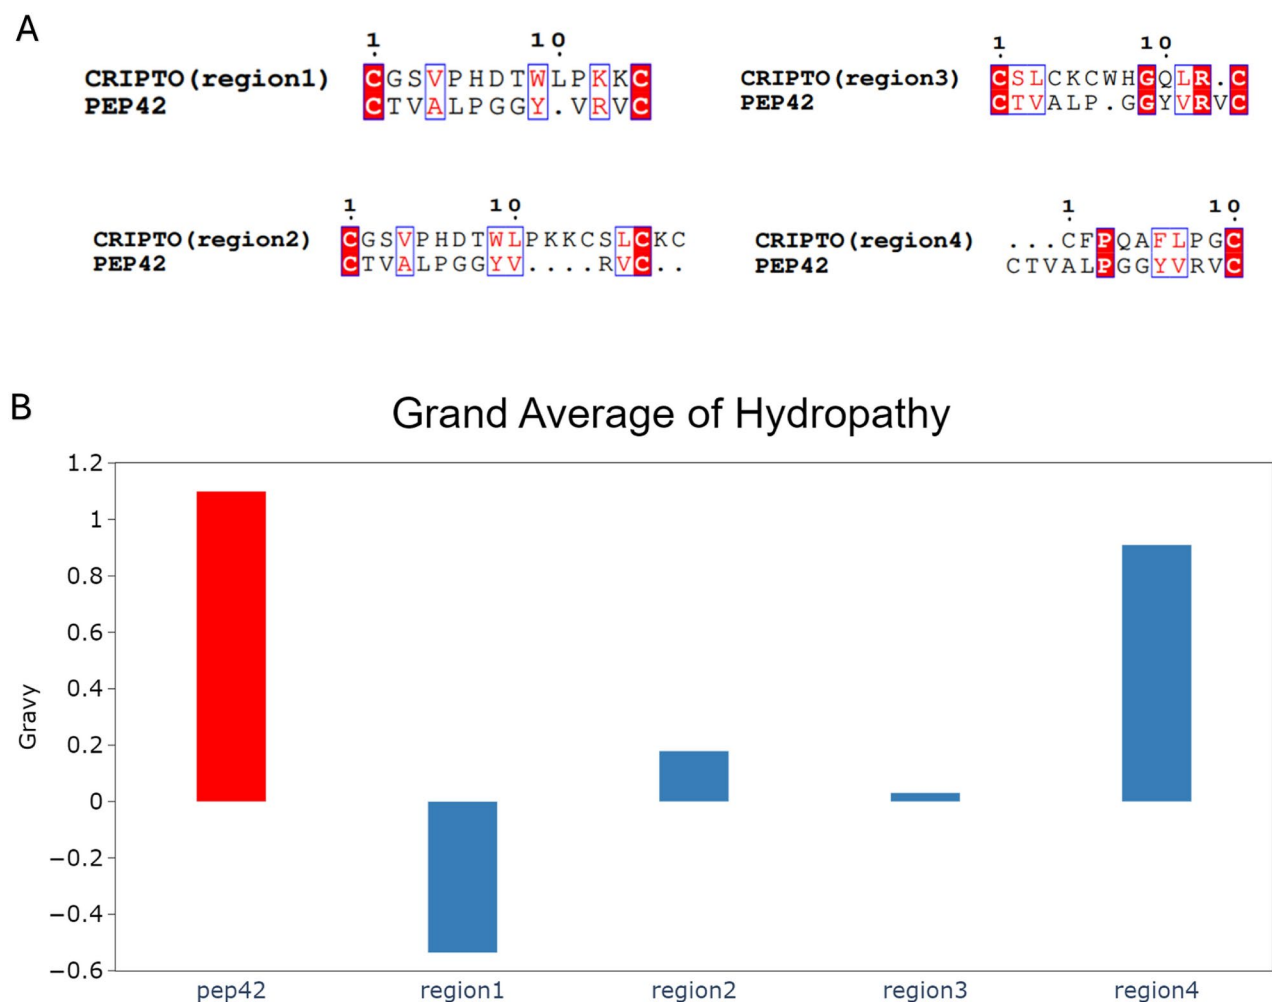 A
1 10
CRIPTO(region1) CGSVPHDTWLPKKC
PEP42 CTVALPGGY.VRVC
1 10
CRIPTO(region3) CSLCKCWHGQLR.C
PEP42 CTVALP.GGYVRVC
1 10
CRIPTO(region2) CGSVPHDTWLPKKCSLCKC
PEP42 CTVALPGGYV....RVC..
1 10
CRIPTO(region4) ...CFPQAFLPGC
PEP42 CTVALPGGYVRVC
B
Grand Average of Hydropathy
Gravy
1.2
1
0.8
0.6
0.4
0.2
0
−0.2
−0.4
−0.6
pep42 region1 region2 region3 region4